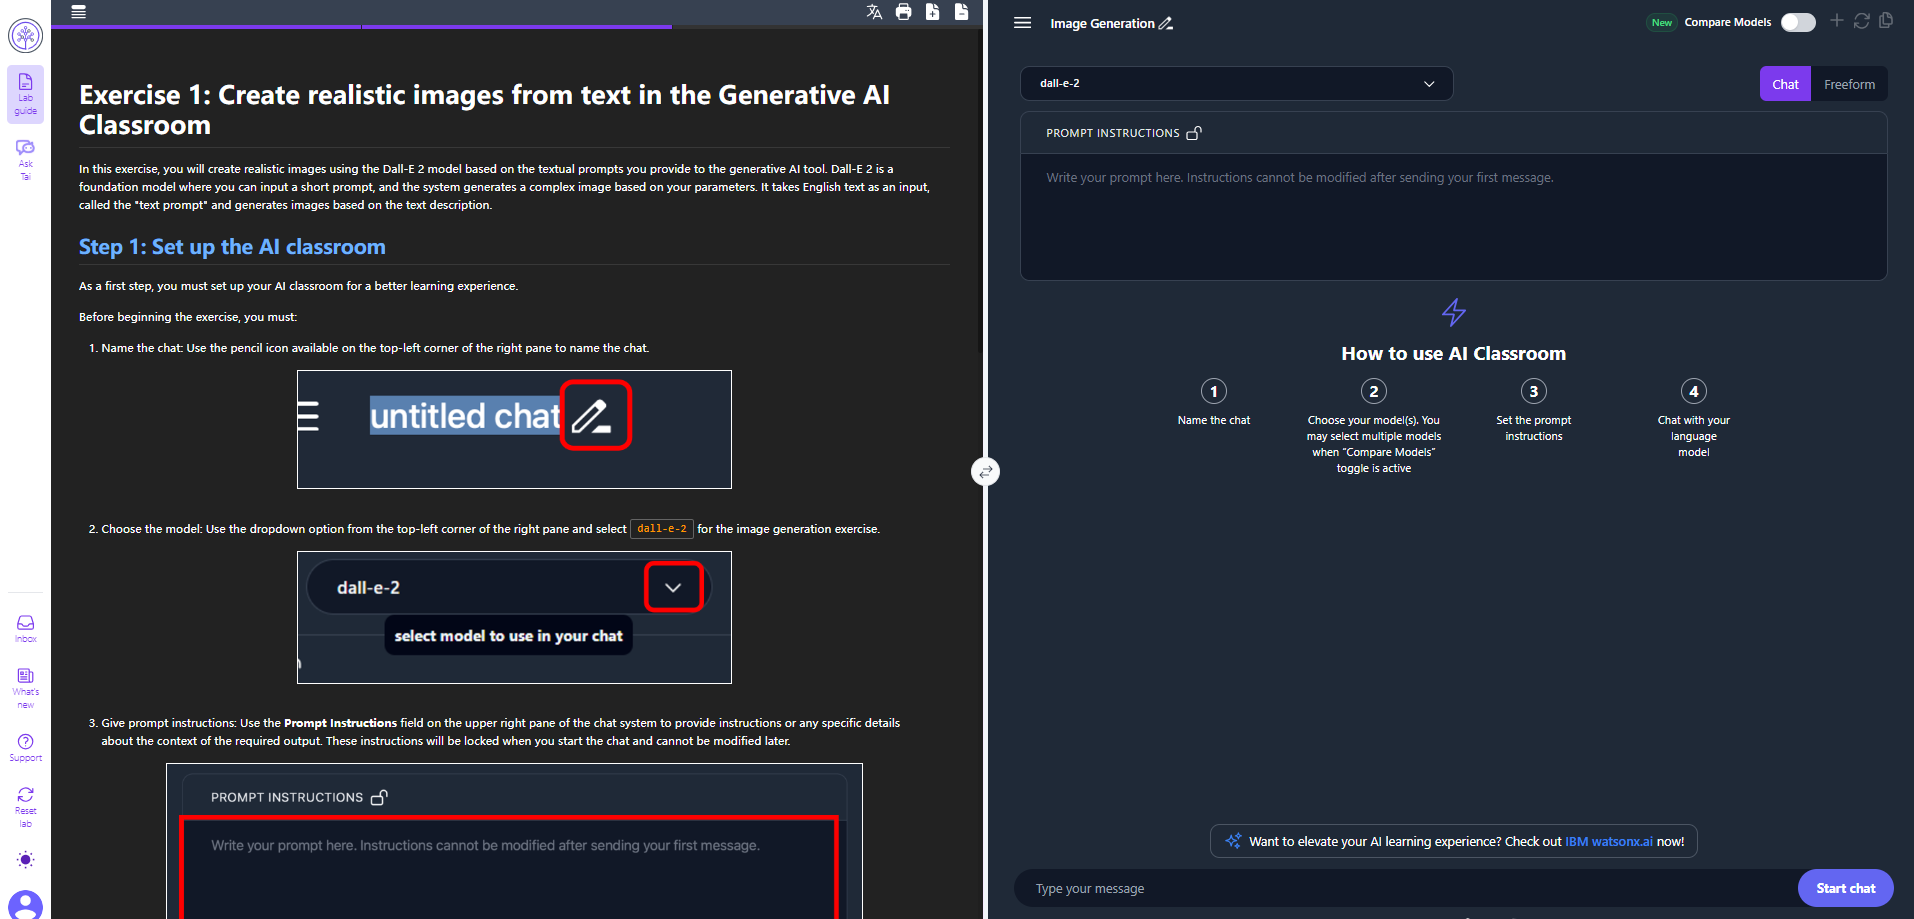 Lab
guide
Ask
Tai
Inbox
What's
new
Support
Reset
lab
Exercise 1: Create realistic images from text in the Generative AI
Classroom
In this exercise, you will create realistic images using the Dall-E 2 model based on the textual prompts you provide to the generative AI tool. Dall-E 2 is a
foundation model where you can input a short prompt, and the system generates a complex image based on your parameters. It takes English text as an input,
called the "text prompt" and generates images based on the text description.
Step 1: Set up the AI classroom
As a first step, you must set up your AI classroom for a better learning experience.
Before beginning the exercise, you must:
1. Name the chat: Use the pencil icon available on the top-left corner of the right pane to name the chat.
untitled chat
2. Choose the model: Use the dropdown option from the top-left corner of the right pane and select dall-e-2 for the image generation exercise.
dall-e-2
select model to use in your chat
3. Give prompt instructions: Use the Prompt Instructions field on the upper right pane of the chat system to provide instructions or any specific details
about the context of the required output. These instructions will be locked when you start the chat and cannot be modified later.
PROMPT INSTRUCTIONS
Write your prompt here. Instructions cannot be modified after sending your first message.
Image Generation
New Compare Models
dall-e-2
Chat Freeform
PROMPT INSTRUCTIONS
Write your prompt here. Instructions cannot be modified after sending your first message.
How to use AI Classroom
1
Name the chat
2
Choose your model(s). You
may select multiple models
when "Compare Models"
toggle is active
3
Set the prompt
instructions
4
Chat with your
language
model
Want to elevate your AI learning experience? Check out IBM watsonx.ai now!
Type your message
Start chat